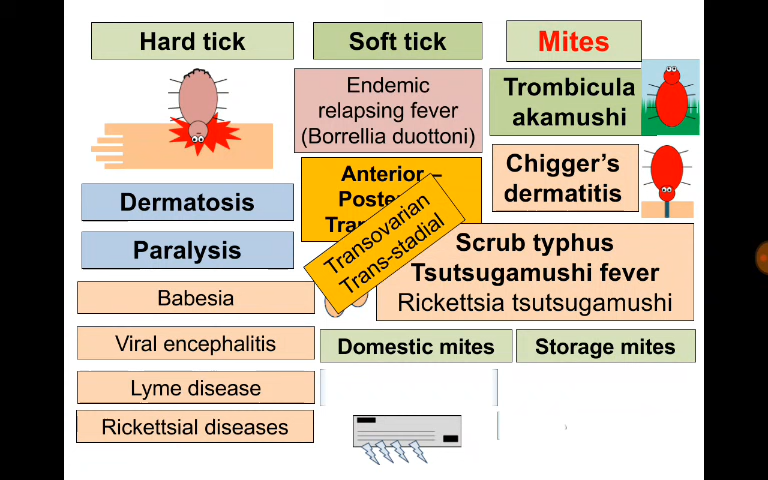 Hard tick
Soft tick
Mites
Endemic
relapsing fever
(Borrellia duottoni)
Trombicula
akamushi
Anterior –
Chigger's
dermatitis
Dermatosis
Transovarian
Trans-stadial
Paralysis
Scrub typhus
Tsutsugamushi fever
Rickettsia tsutsugamushi
Babesia
Viral encephalitis
Domestic mites
Storage mites
Lyme disease
Rickettsial diseases